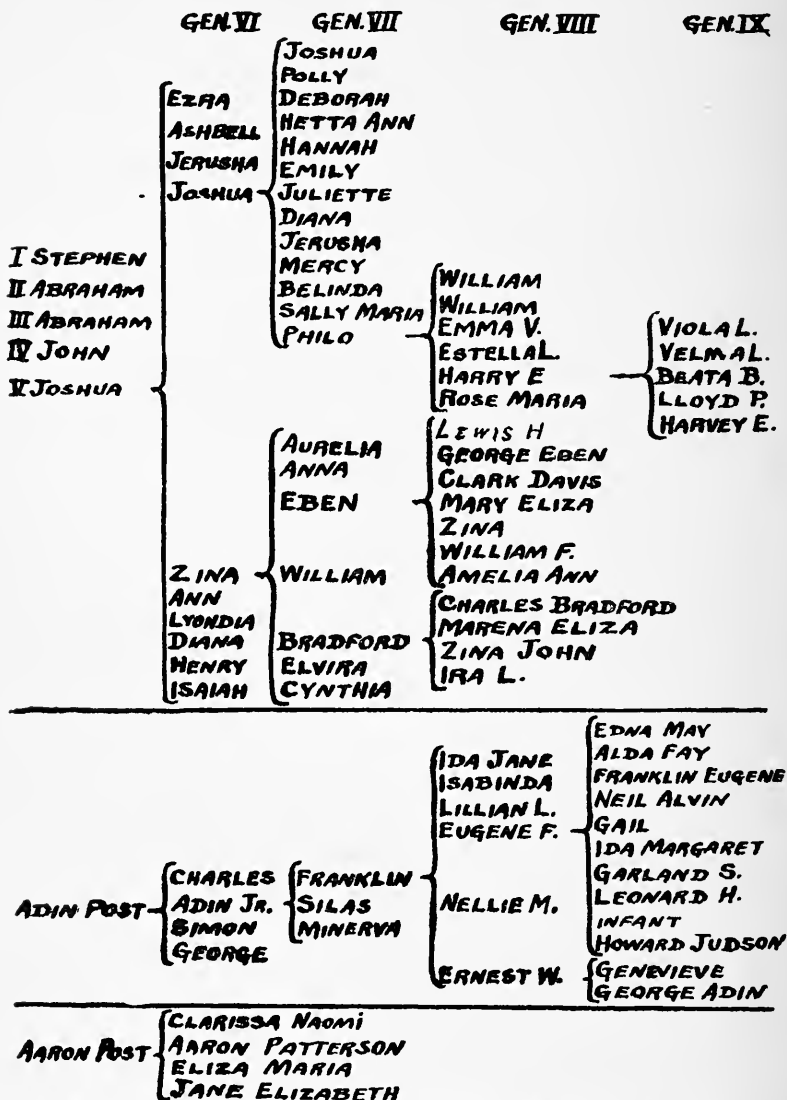 GEN. VI GEN. VII GEN. VIII GEN. IX
JOSHUA
POLLY
EZRA DEBORAH
HETTA ANN
ASHBELL
HANNAH
JERUSHA EMILY
JOSHUA JULIETTE
DIANA
JERUSHA
I STEPHEN MERCY
WILLIAM
II ABRAHAM BELINDA
SALLY MARIA WILLIAM
III ABRAHAM PHILO EMMA V. VIOLA L.
IV JOHN ESTELLA L. VELMA L.
V JOSHUA HARRY E BEATA B.
ROSE MARIA LLOYD P.
HARVEY E.
AURELIA LEWIS H
ANNA GEORGE EBEN
EBEN CLARK DAVIS
MARY ELIZA
ZINA
WILLIAM F.
ZINA WILLIAM AMELIA ANN
ANN CHARLES BRADFORD
LYONDIA MARENA ELIZA
DIANA BRADFORD ZINA JOHN
HENRY ELVIRA IRA L.
ISAIAH CYNTHIA
EDNA MAY
IDA JANE ALDA FAY
ISABINDA FRANKLIN EUGENE
LILLIAN L. NEIL ALVIN
EUGENE F. GAIL
IDA MARGARET
CHARLES FRANKLIN GARLAND S.
ADIN POST ADIN JR. SILAS NELLIE M. LEONARD H.
SIMON MINERVA INFANT
GEORGE HOWARD JUDSON
ERNEST W. GENEVIEVE
GEORGE ADIN
CLARISSA NAOMI
AARON POST AARON PATTERSON
ELIZA MARIA
JANE ELIZABETH